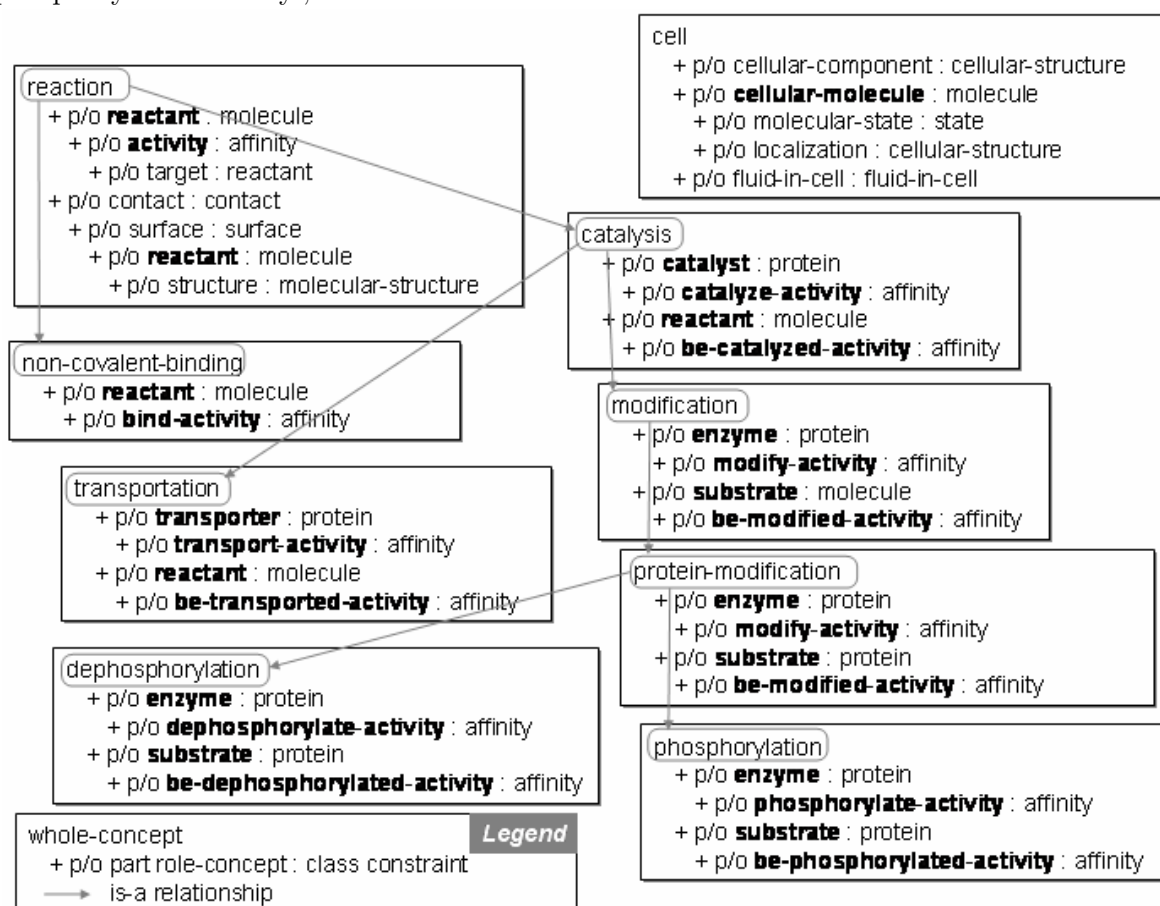 cell
+ p/o cellular-component : cellular-structure
+ p/o cellular-molecule : molecule
+ p/o molecular-state : state
+ p/o localization : cellular-structure
+ p/o fluid-in-cell : fluid-in-cell
reaction
+ p/o reactant : molecule
+ p/o activity : affinity
+ p/o target : reactant
+ p/o contact : contact
+ p/o surface : surface
+ p/o reactant : molecule
+ p/o structure : molecular-structure
catalysis
+ p/o catalyst : protein
+ p/o catalyze-activity : affinity
+ p/o reactant : molecule
+ p/o be-catalyzed-activity : affinity
non-covalent-binding
+ p/o reactant : molecule
+ p/o bind-activity : affinity
modification
+ p/o enzyme : protein
+ p/o modify-activity : affinity
+ p/o substrate : molecule
+ p/o be-modified-activity : affinity
transportation
+ p/o transporter : protein
+ p/o transport-activity : affinity
+ p/o reactant : molecule
+ p/o be-transported-activity : affinity
protein-modification
+ p/o enzyme : protein
+ p/o modify-activity : affinity
+ p/o substrate : protein
+ p/o be-modified-activity : affinity
dephosphorylation
+ p/o enzyme : protein
+ p/o dephosphorylate-activity : affinity
+ p/o substrate : protein
+ p/o be-dephosphorylated-activity : affinity
phosphorylation
+ p/o enzyme : protein
+ p/o phosphorylate-activity : affinity
+ p/o substrate : protein
+ p/o be-phosphorylated-activity : affinity
Legend
whole-concept
+ p/o part role-concept : class constraint
is-a relationship